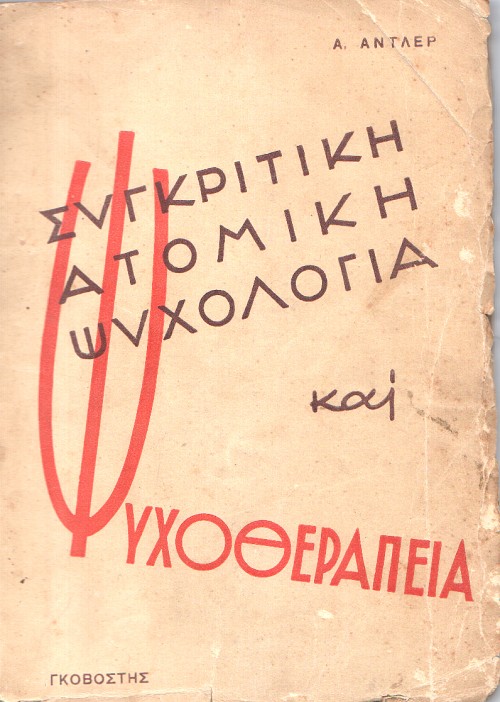 Α. ΑΝΤΛΕΡ
ΣΥΓΚΡΙΤΙΚΗ
ΑΤΟΜΙΚΗ
ΨΥΧΟΛΟΓΙΑ
καί
ΨΥΧΟΘΕΡΑΠΕΙΑ
ΓΚΟΒΟΣΤΗΣ